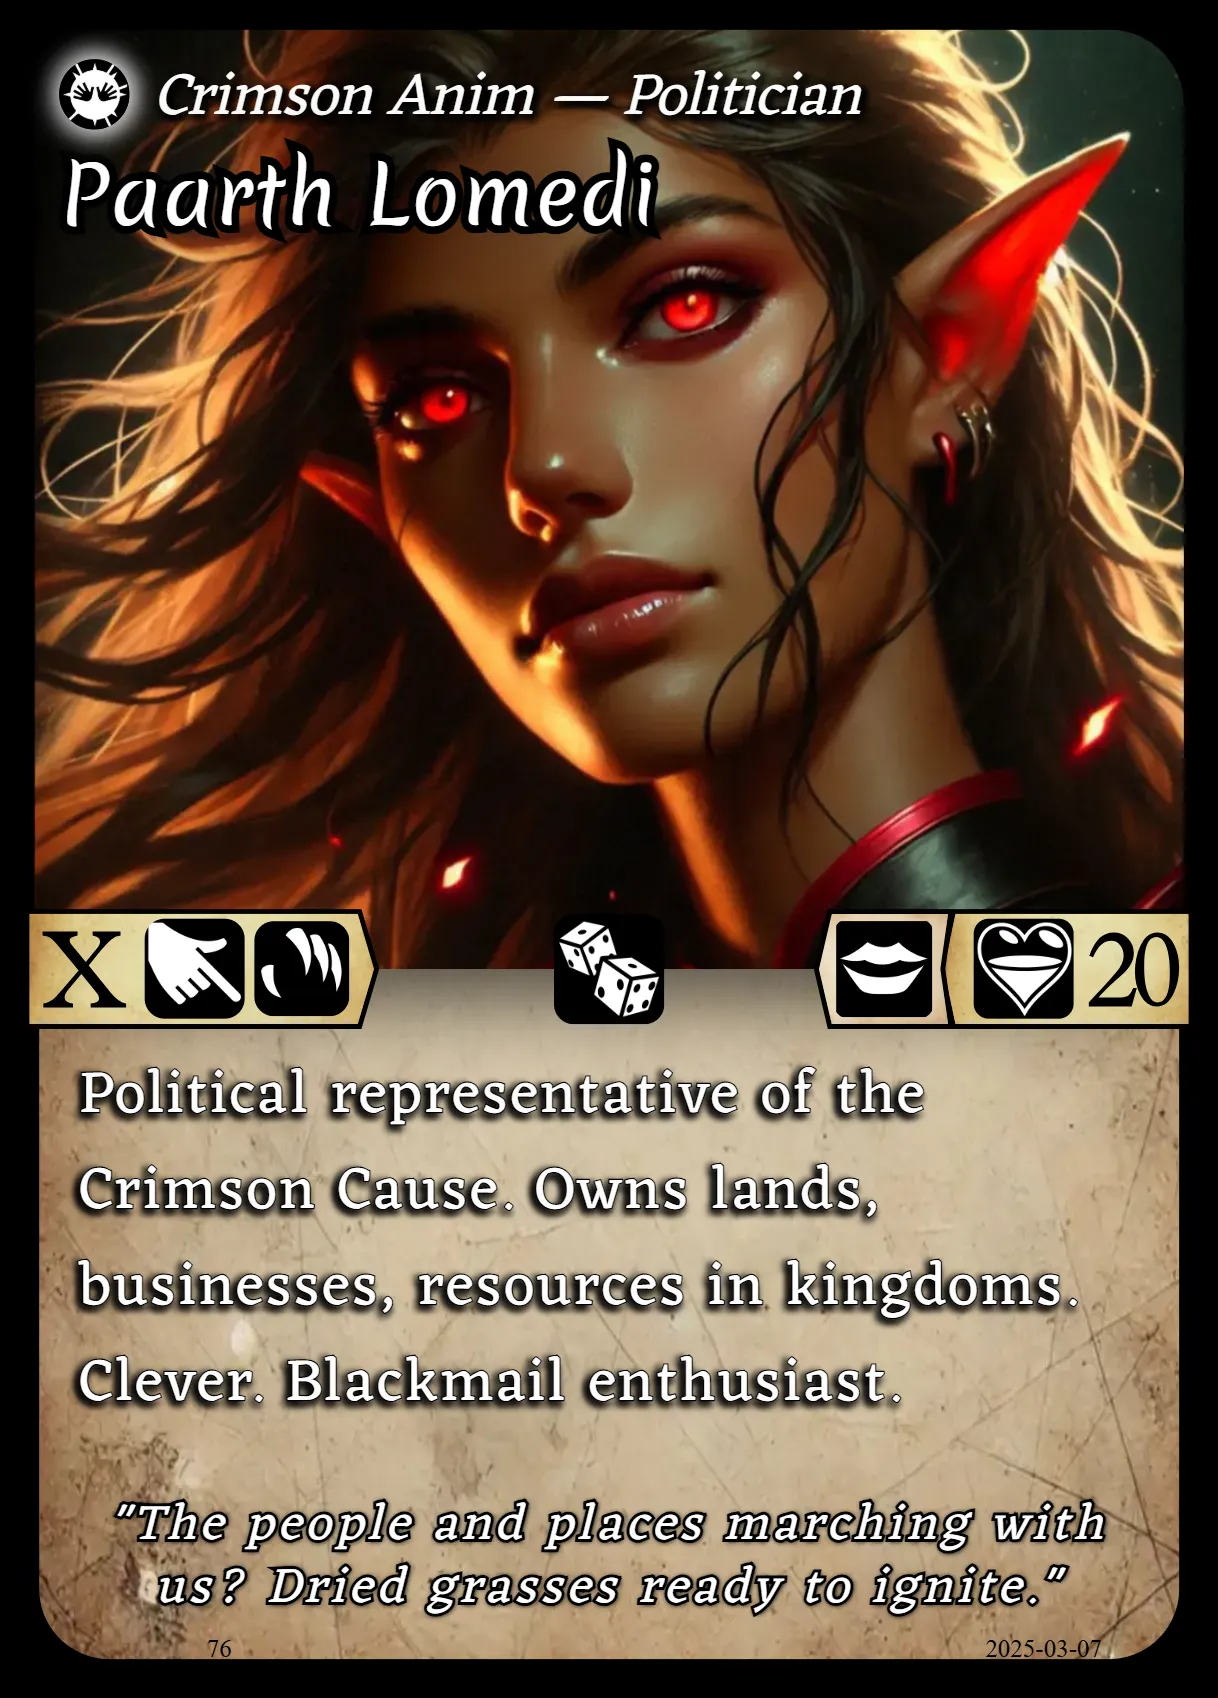 Crimson Anim — Politician
Paarth Lomedi
X
20
Political representative of the
Crimson Cause. Owns lands,
businesses, resources in kingdoms.
Clever. Blackmail enthusiast.
"The people and places marching with
us? Dried grasses ready to ignite."
76
2025-03-07